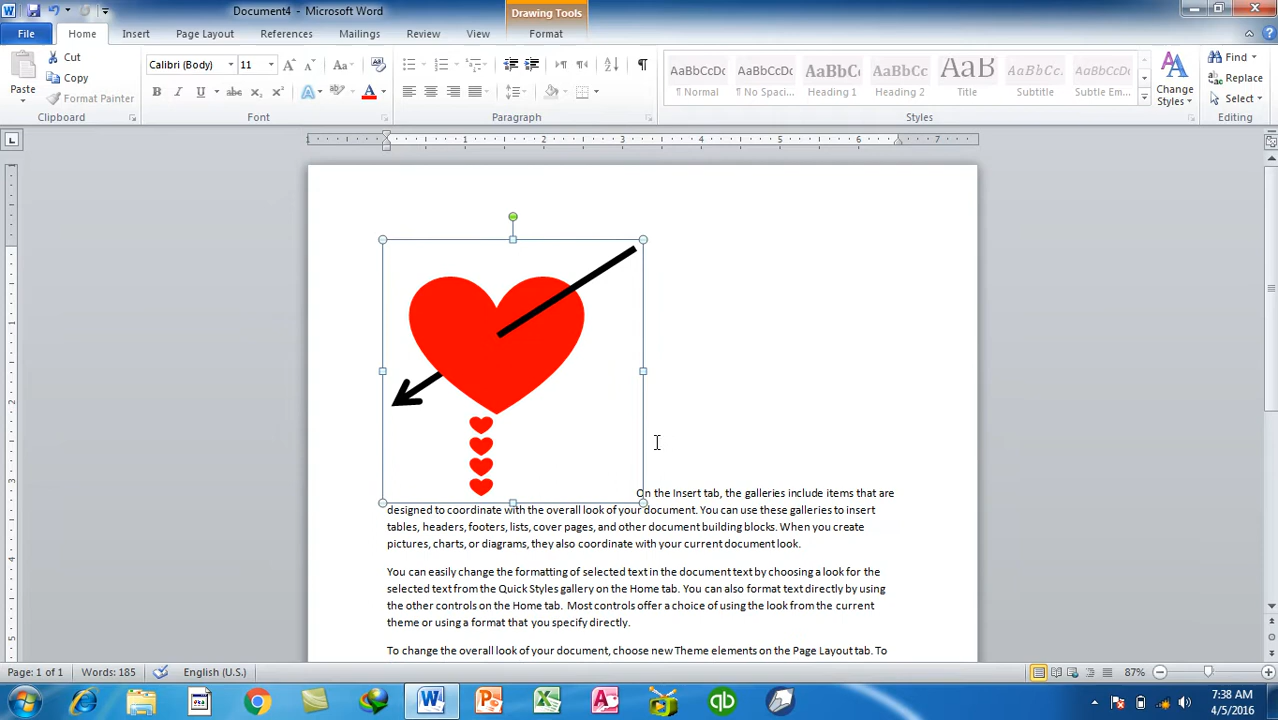 Document4 - Microsoft Word
Drawing Tools
File
Home
Insert
Page Layout
References
Mailings
Review
View
Format
Paste
Cut
Copy
Format Painter
Clipboard
Calibri (Body)
11
Font
Paragraph
AaBbCcDc
¶ Normal
AaBbCcDc
¶ No Spaci...
AaBbC
Heading 1
AaBbCc
Heading 2
AaB
Title
AaBbCc.
Subtitle
AaBbCcD
Subtle Em...
Change
Styles
Styles
Find
Replace
Select
Editing
1 1 2 3 4 5 6 7
On the Insert tab, the galleries include items that are
designed to coordinate with the overall look of your document. You can use these galleries to insert
tables, headers, footers, lists, cover pages, and other document building blocks. When you create
pictures, charts, or diagrams, they also coordinate with your current document look.
You can easily change the formatting of selected text in the document text by choosing a look for the
selected text from the Quick Styles gallery on the Home tab. You can also format text directly by using
the other controls on the Home tab. Most controls offer a choice of using the look from the current
theme or using a format that you specify directly.
To change the overall look of your document, choose new Theme elements on the Page Layout tab. To
Page: 1 of 1
Words: 185
English (U.S.)
87%
7:38 AM
4/5/2016